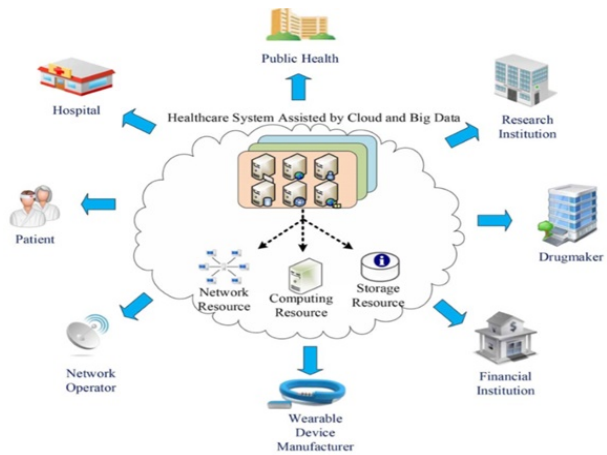 Public Health
Hospital
Healthcare System Assisted by Cloud and Big Data
Research
Institution
Patient
Drugmaker
Network
Resource
Computing
Resource
Storage
Resource
Network
Operator
Financial
Institution
Wearable
Device
Manufacturer